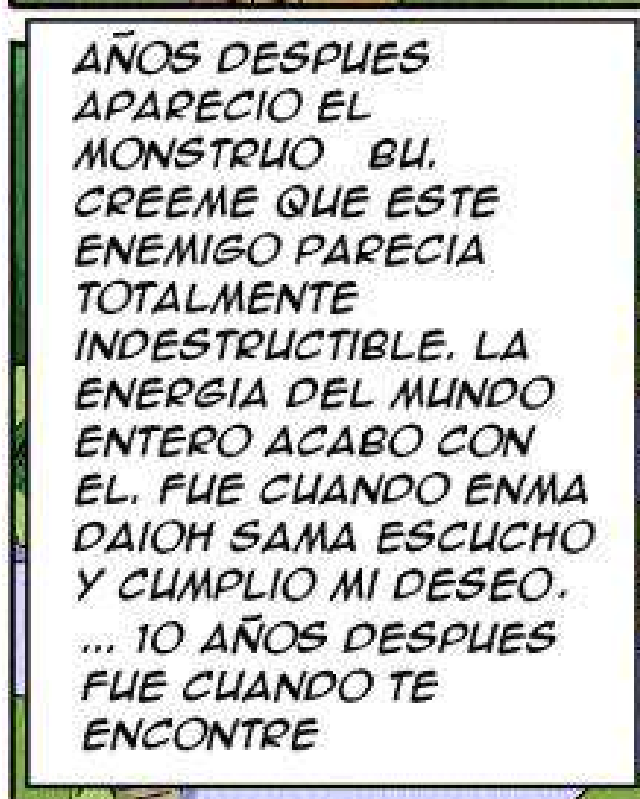 AÑOS DESPUES
APARECIO EL
MONSTRUO BU.
CREEME QUE ESTE
ENEMIGO PARECIA
TOTALMENTE
INDESTRUCTIBLE. LA
ENERGIA DEL MUNDO
ENTERO ACABO CON
EL. FUE CUANDO ENMA
DAIOH SAMA ESCUCHO
Y CUMPLIO MI DESEO.
... 10 AÑOS DESPUES
FUE CUANDO TE
ENCONTRE